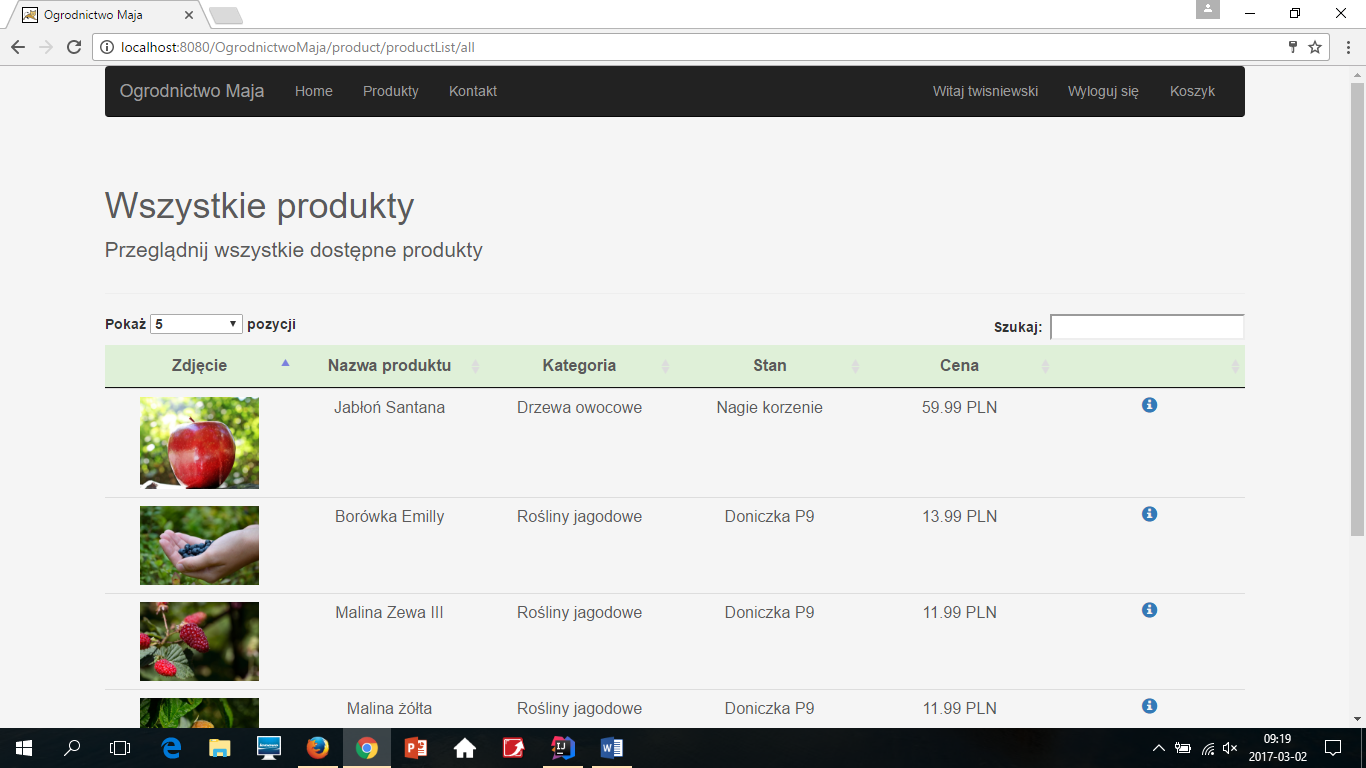 Ogrodnictwo Maja
localhost:8080/OgrodnictwoMaja/product/productList/all
Ogrodnictwo Maja Home Produkty Kontakt Witaj twisniewski Wyloguj się Koszyk
Wszystkie produkty
Przeglądnij wszystkie dostępne produkty
Pokaż 5 pozycji Szukaj:
Zdjęcie Nazwa produktu Kategoria Stan Cena
Jabłoń Santana Drzewa owocowe Nagie korzenie 59.99 PLN
Borówka Emilly Rośliny jagodowe Doniczka P9 13.99 PLN
Malina Zewa III Rośliny jagodowe Doniczka P9 11.99 PLN
Malina żółta Rośliny jagodowe Doniczka P9 11.99 PLN
09:19
2017-03-02